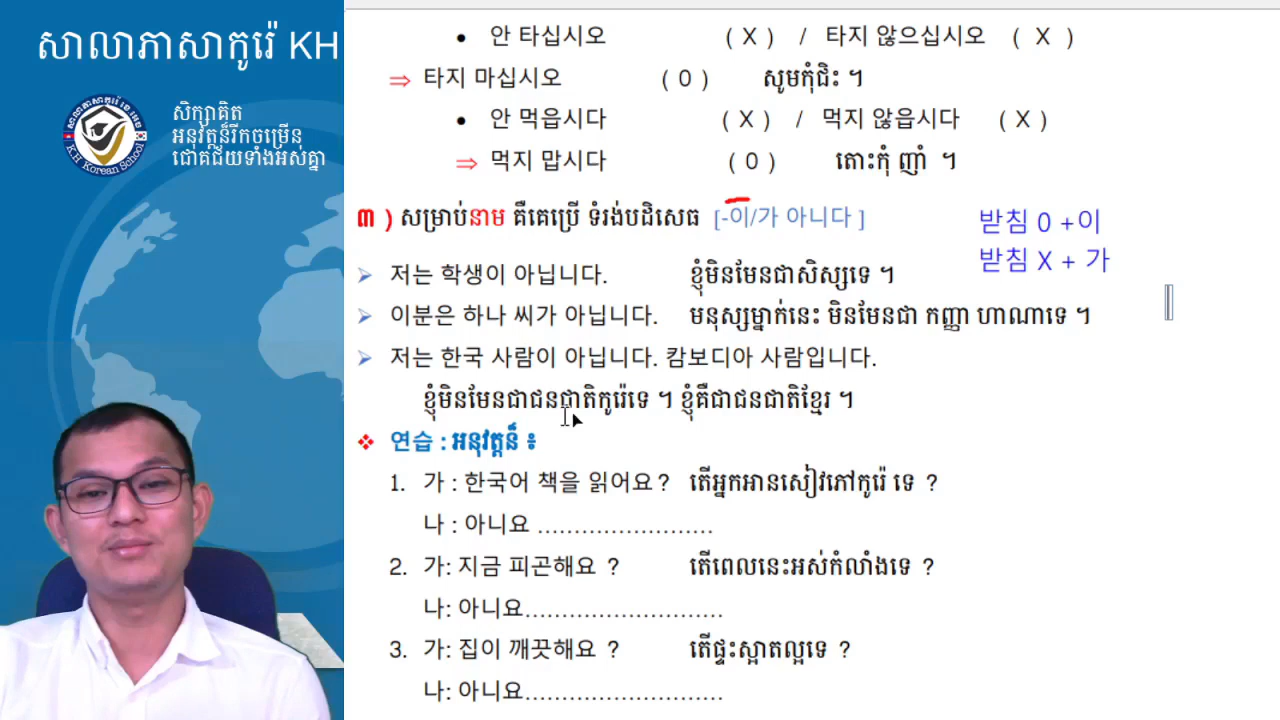 សាលាភាសាកូរ៉េ KH
សិក្សាគិត
អនុវត្តន៏រីកចម្រើន
ជោគជ័យទាំងអស់គ្នា
សាលាភាសាកូរ៉េ ខេ អេច
K.H Korean School
• 안 타십시오 ( X ) / 타지 않으십시오 ( X )
⇒ 타지 마십시오 ( 0 ) សូមកុំជិះ ។
• 안 먹읍시다 ( X ) / 먹지 않읍시다 ( X )
⇒ 먹지 맙시다 ( 0 ) តោះកុំ ញាំ ។
៣ ) សម្រាប់នាម គឺគេប្រើ ទំរង់បដិសេធ [-이/가 아니다 ]
받침 0 +이
받침 X + 가
➢ 저는 학생이 아닙니다. ខ្ញុំមិនមែនជាសិស្សទេ ។
➢ 이분은 하나 씨가 아닙니다. មនុស្សម្នាក់នេះ មិនមែនជា កញ្ញា ហាណាទេ ។
➢ 저는 한국 사람이 아닙니다. 캄보디아 사람입니다.
ខ្ញុំមិនមែនជាជនជាតិកូរ៉េទេ ។ ខ្ញុំគឺជាជនជាតិខ្មែរ ។
❖ 연습 : អនុវត្តន៏ ៖
1. 가 : 한국어 책을 읽어요? តើអ្នកអានសៀវភៅកូរ៉េ ទេ ?
나 : 아니요 ........................
2. 가: 지금 피곤해요 ? តើពេលនេះអស់កំលាំងទេ ?
나: 아니요...........................
3. 가: 집이 깨끗해요 ? តើផ្ទះស្អាតល្អទេ ?
나: 아니요...........................